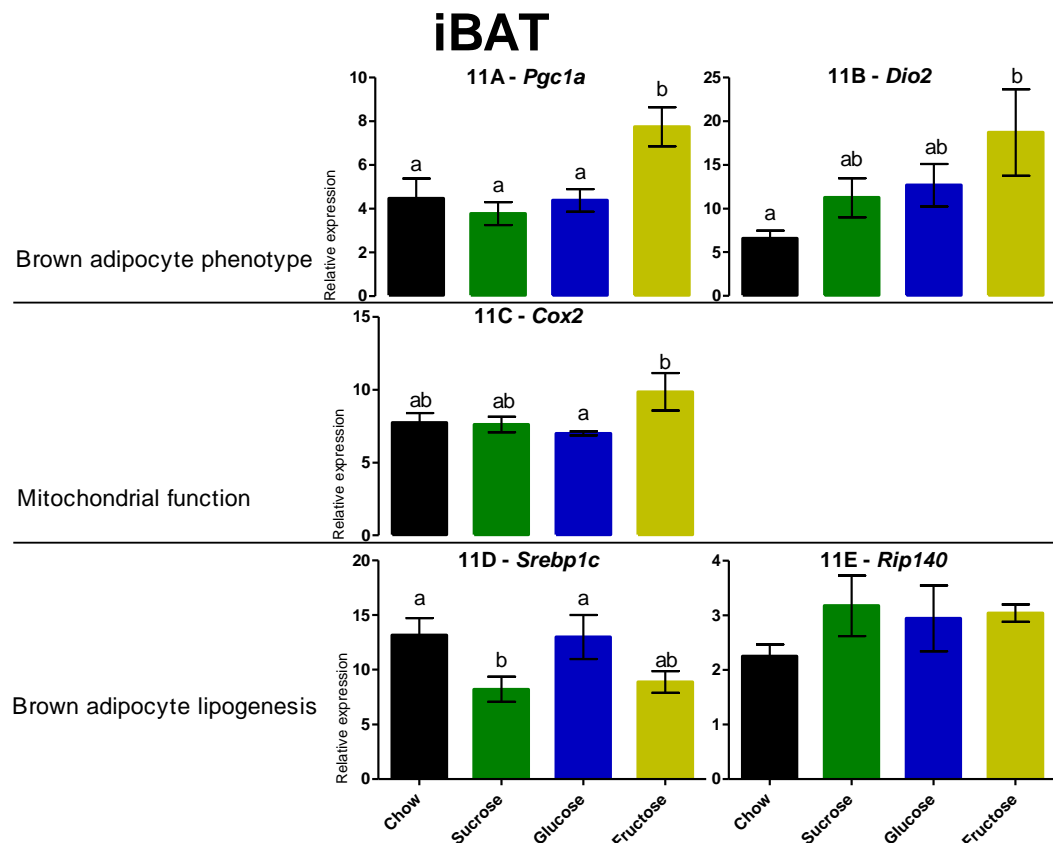 iBAT
11A - Pgc1a
11B - Dio2
Relative expression
10
8
6
4
2
0
a
a
a
b
25
20
15
10
5
0
a
ab
ab
b
Brown adipocyte phenotype
11C - Cox2
Relative expression
15
10
5
0
ab
ab
a
b
Mitochondrial function
11D - Srebp1c
11E - Rip140
Relative expression
20
15
10
5
0
a
b
a
ab
4
3
2
1
0
Brown adipocyte lipogenesis
Chow
Sucrose
Glucose
Fructose
Chow
Sucrose
Glucose
Fructose